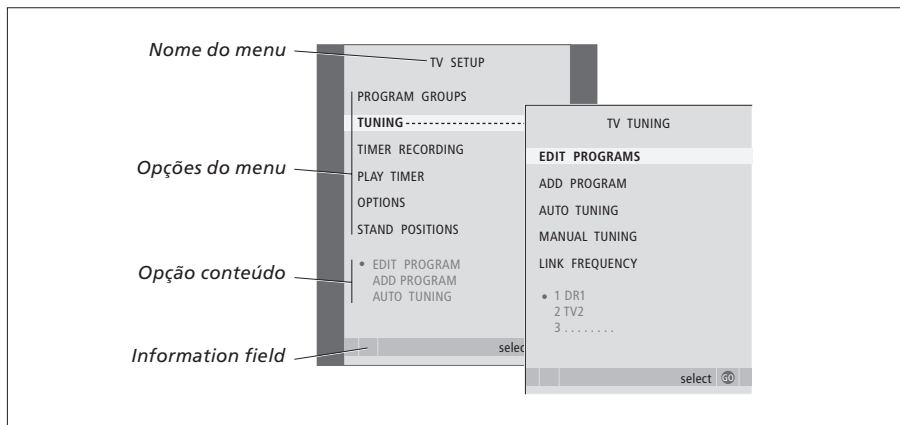 Nome do menu
Opções do menu
Opção conteúdo
Information field
TV SETUP
PROGRAM GROUPS
TUNING
TIMER RECORDING
PLAY TIMER
OPTIONS
STAND POSITIONS
• EDIT PROGRAM
ADD PROGRAM
AUTO TUNING
selec
TV TUNING
EDIT PROGRAMS
ADD PROGRAM
AUTO TUNING
MANUAL TUNING
LINK FREQUENCY
• 1 DR1
2 TV2
3 . . . . . . . .
select GO